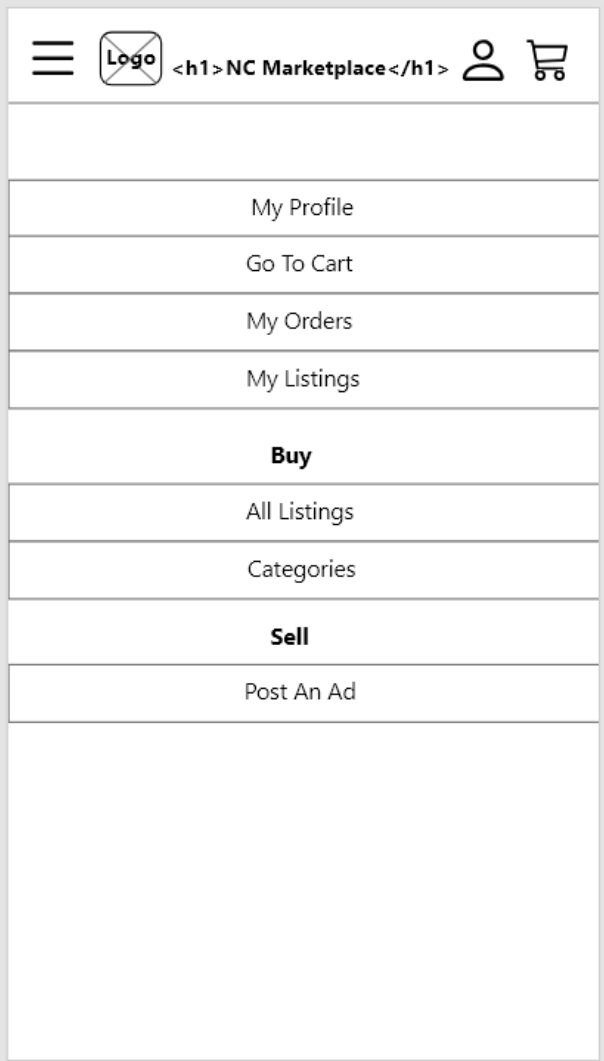 Logo
<h1>NC Marketplace</h1>
My Profile
Go To Cart
My Orders
My Listings
Buy
All Listings
Categories
Sell
Post An Ad